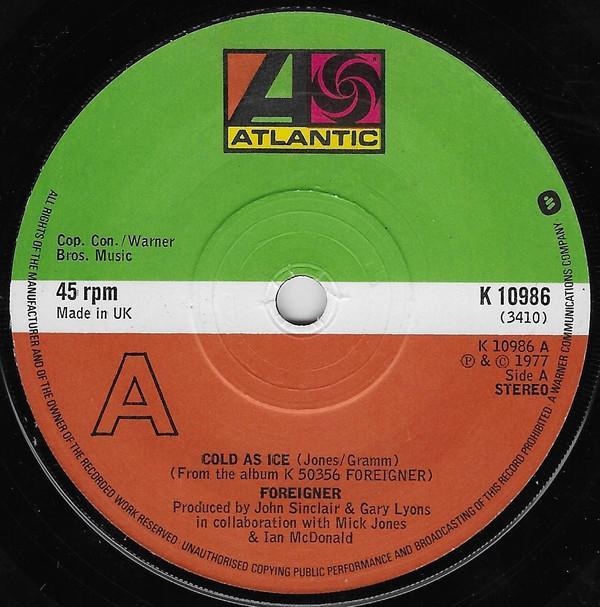 ATLANTIC
Cop. Con./Warner
Bros. Music
45 rpm
Made in UK
K 10986
(3410)
K 10986 A
℗ & © 1977
Side A
STEREO
A
COLD AS ICE (Jones/Gramm)
(From the album K 50356 FOREIGNER)
FOREIGNER
Produced by John Sinclair & Gary Lyons
in collaboration with Mick Jones
& Ian McDonald
ALL RIGHTS OF THE MANUFACTURER AND OF THE OWNER OF THE RECORDED WORK RESERVED. UNAUTHORISED COPYING PUBLIC PERFORMANCE AND BROADCASTING OF THIS RECORD PROHIBITED. A WARNER COMMUNICATIONS COMPANY